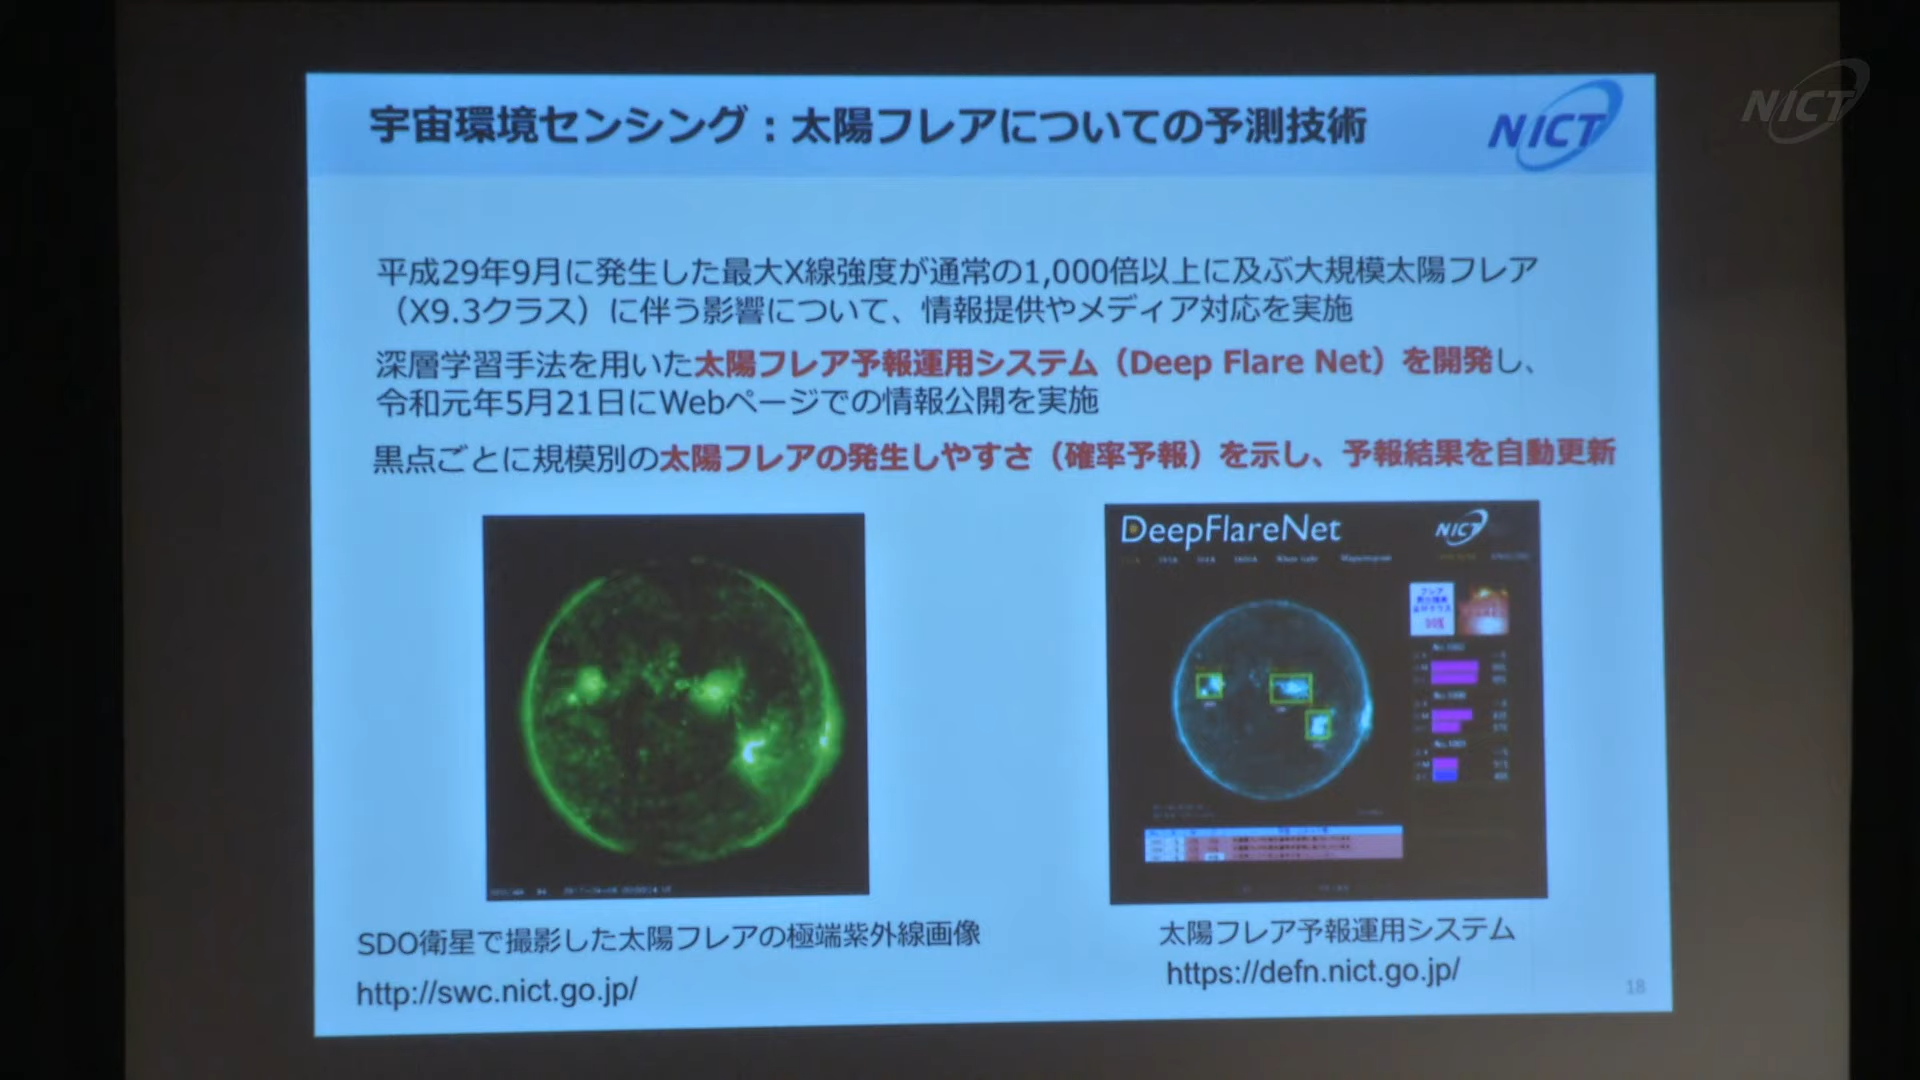 宇宙環境センシング：太陽フレアについての予測技術
NICT
NICT
平成29年9月に発生した最大X線強度が通常の1,000倍以上に及ぶ大規模太陽フレア
（X9.3クラス）に伴う影響について、情報提供やメディア対応を実施
深層学習手法を用いた太陽フレア予報運用システム（Deep Flare Net）を開発し、
令和元年5月21日にWebページでの情報公開を実施
黒点ごとに規模別の太陽フレアの発生しやすさ（確率予報）を示し、予報結果を自動更新
DeepFlareNet
NICT
SDO衛星で撮影した太陽フレアの極端紫外線画像
http://swc.nict.go.jp/
太陽フレア予報運用システム
https://defn.nict.go.jp/
18